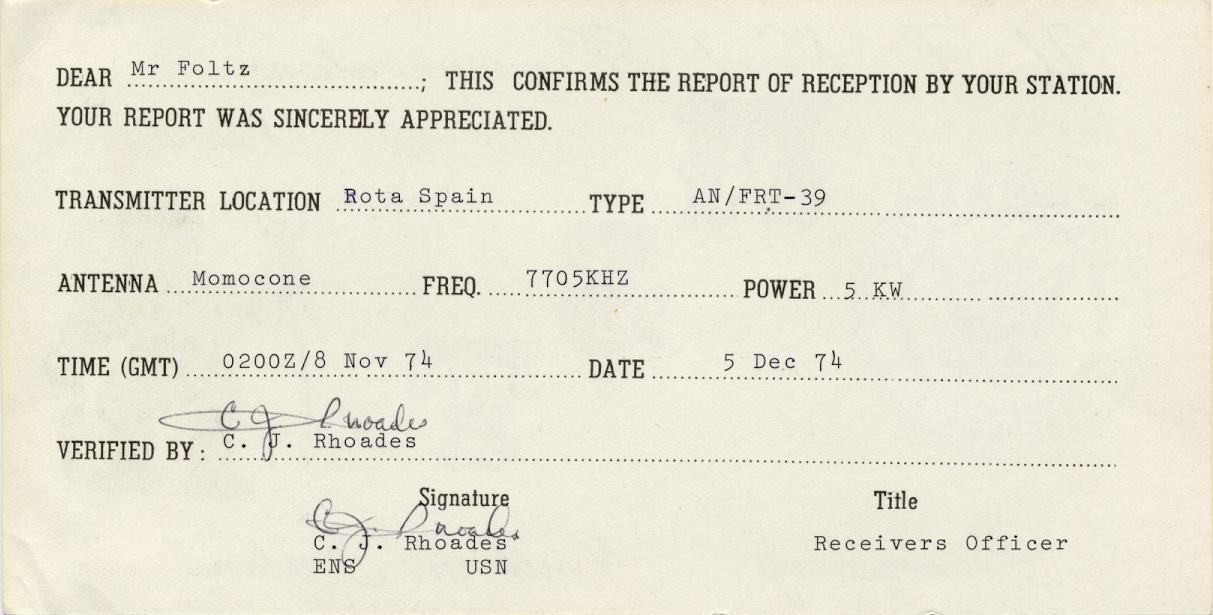 DEAR Mr Foltz ; THIS CONFIRMS THE REPORT OF RECEPTION BY YOUR STATION.
YOUR REPORT WAS SINCERELY APPRECIATED.
TRANSMITTER LOCATION Rota Spain TYPE AN/FRT-39
ANTENNA Momocone FREQ. 7705KHZ POWER 5 KW
TIME (GMT) 0200Z/8 Nov 74 DATE 5 Dec 74
C J Rhoades
VERIFIED BY: C. J. Rhoades
Signature Title
C. J. Rhoades
C. J. Rhoades Receivers Officer
ENS USN